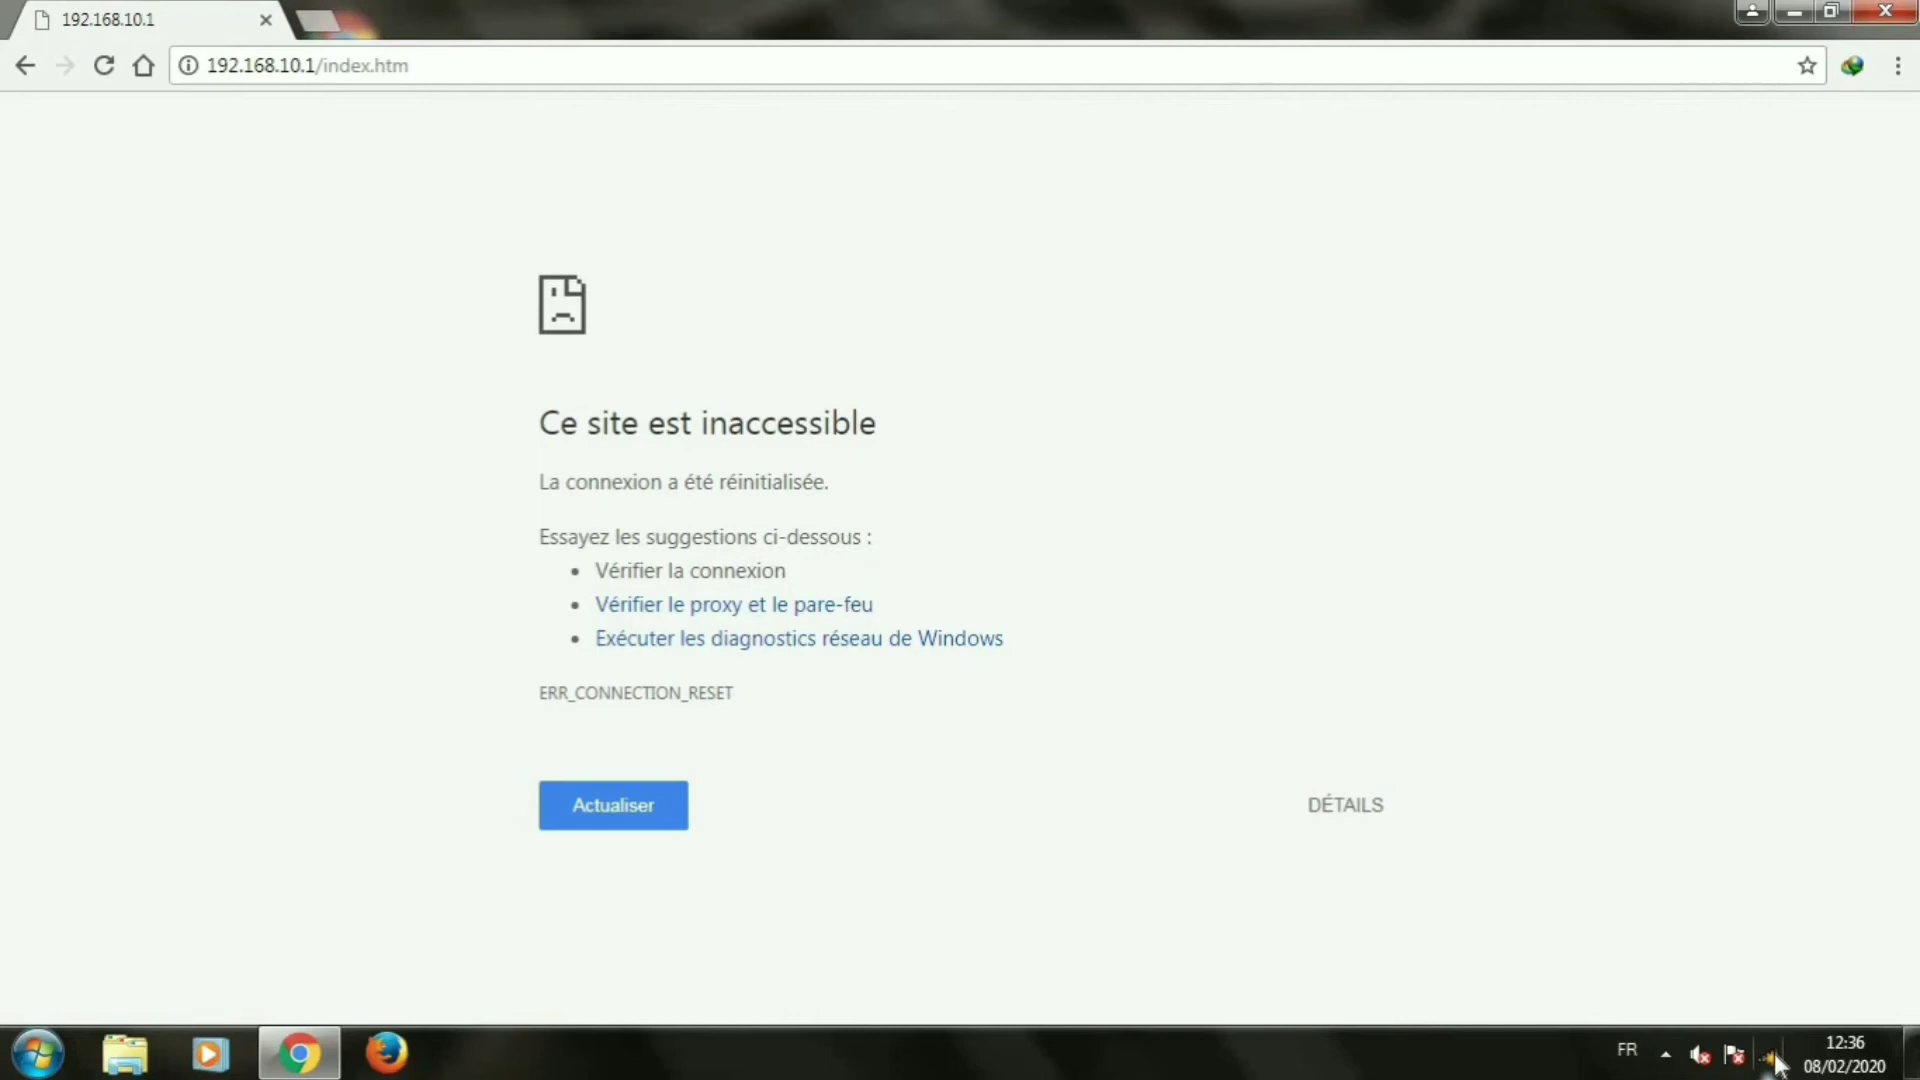 192.168.10.1
192.168.10.1/index.htm
Ce site est inaccessible
La connexion a été réinitialisée.
Essayez les suggestions ci-dessous :
Vérifier la connexion
Vérifier le proxy et le pare-feu
Exécuter les diagnostics réseau de Windows
ERR_CONNECTION_RESET
Actualiser
DÉTAILS
FR
12:36
08/02/2020